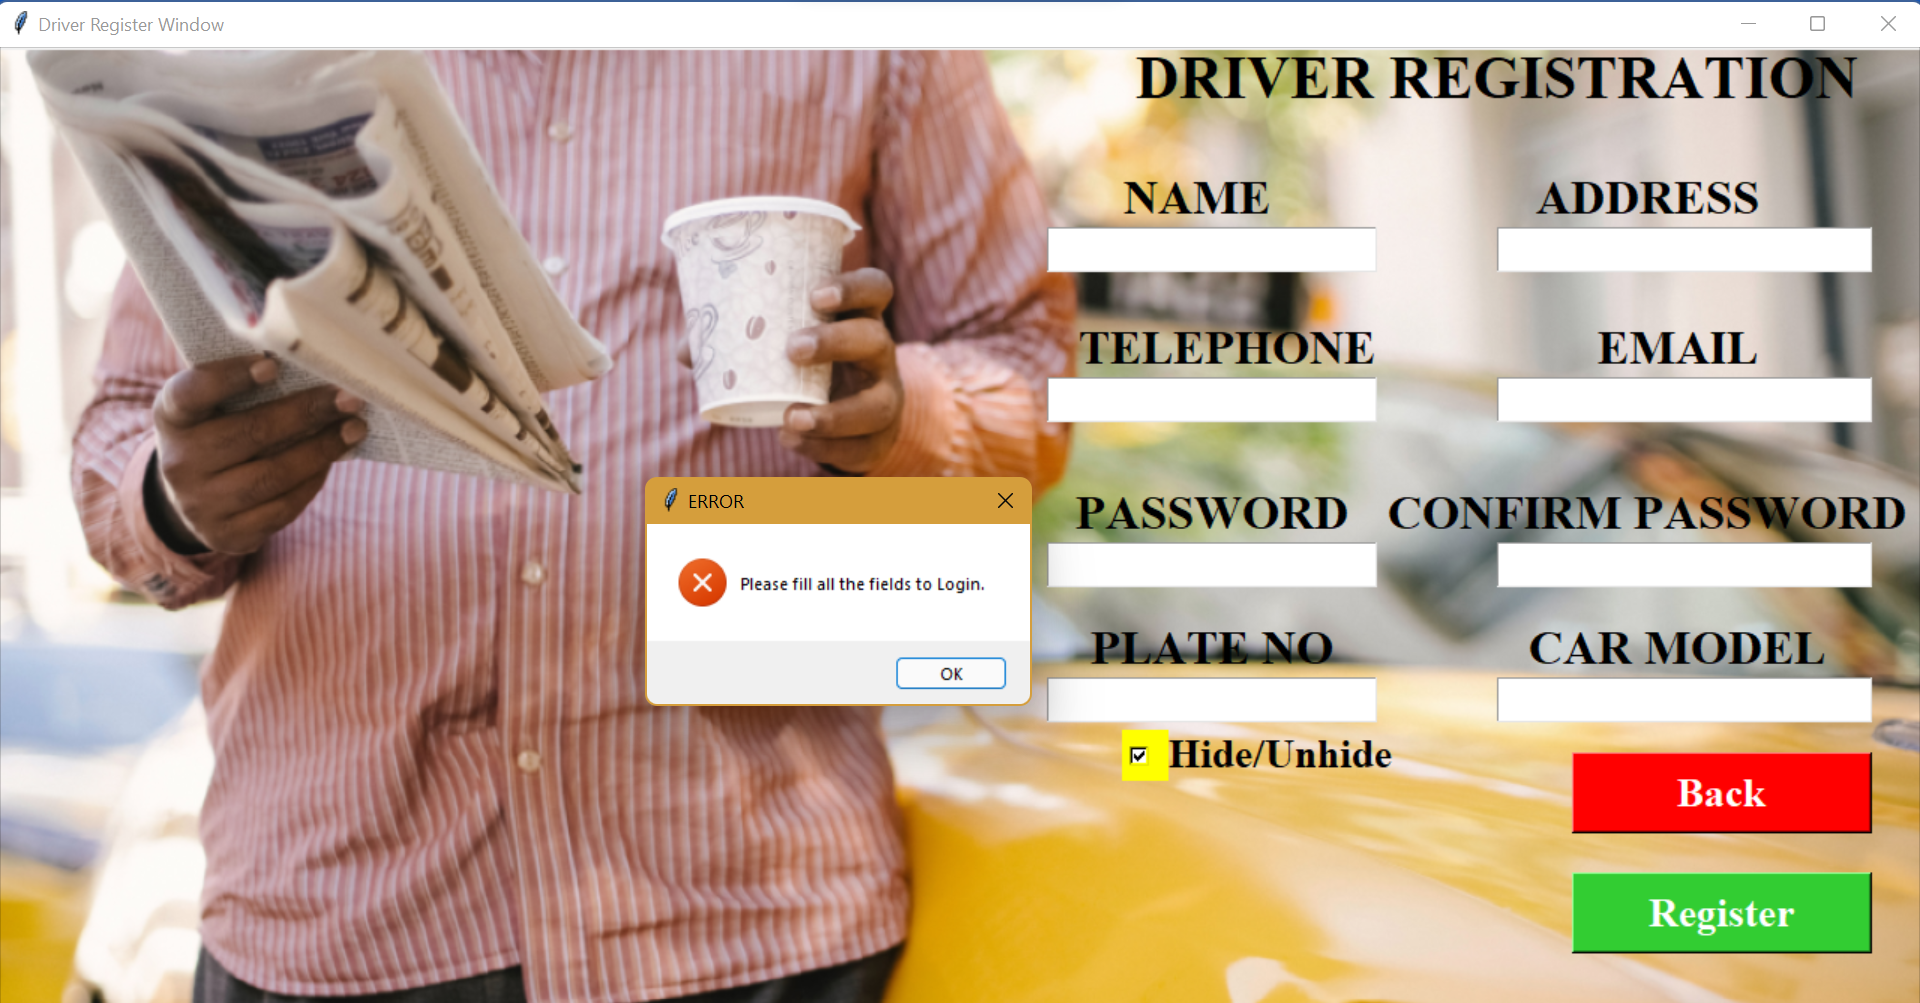 Driver Register Window
DRIVER REGISTRATION
NAME ADDRESS
TELEPHONE EMAIL
ERROR
Please fill all the fields to Login.
OK
PASSWORD CONFIRM PASSWORD
PLATE NO CAR MODEL
Hide/Unhide
Back
Register